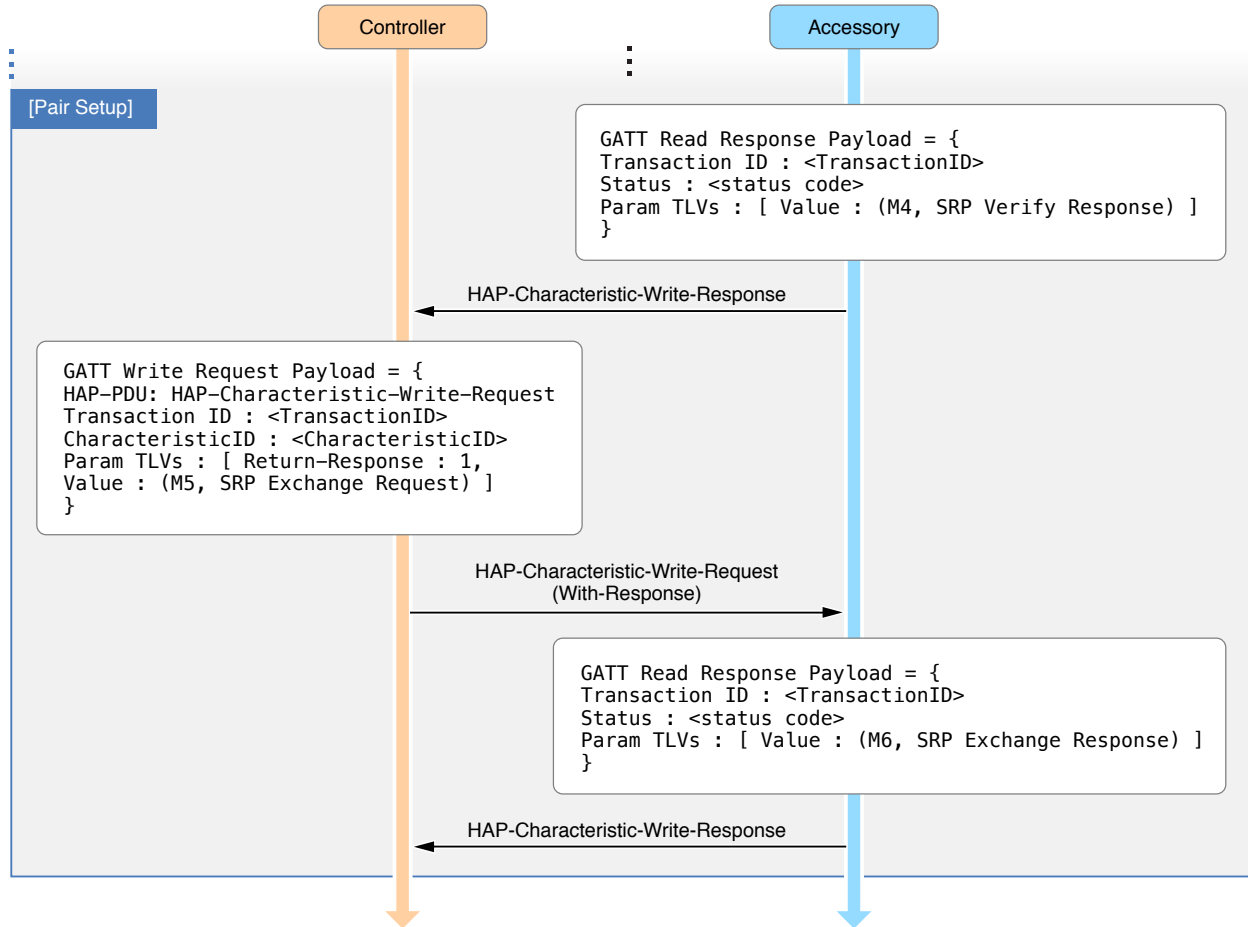 Controller
Accessory
[Pair Setup]
GATT Read Response Payload = {
Transaction ID : <TransactionID>
Status : <status code>
Param TLVs : [ Value : (M4, SRP Verify Response) ]
}
HAP-Characteristic-Write-Response
GATT Write Request Payload = {
HAP-PDU: HAP-Characteristic-Write-Request
Transaction ID : <TransactionID>
CharacteristicID : <CharacteristicID>
Param TLVs : [ Return-Response : 1,
Value : (M5, SRP Exchange Request) ]
}
HAP-Characteristic-Write-Request
(With-Response)
GATT Read Response Payload = {
Transaction ID : <TransactionID>
Status : <status code>
Param TLVs : [ Value : (M6, SRP Exchange Response) ]
}
HAP-Characteristic-Write-Response